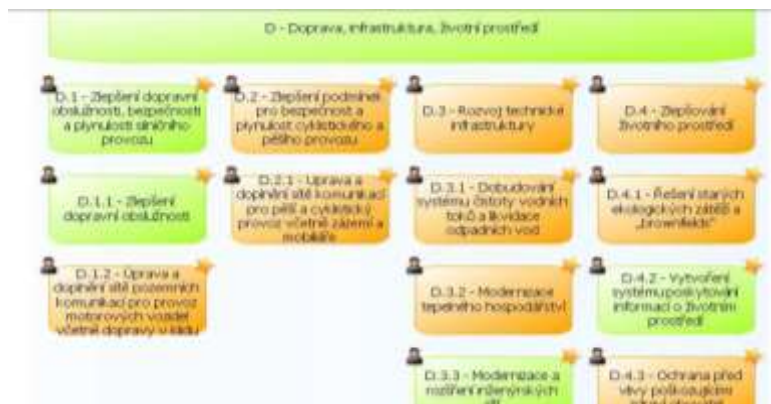 D - Doprava, infrastruktura, životní prostředí
D.1 - Zlepšení dopravní
obslužnosti, bezpečnosti
a plynulosti silničního
provozu
D.2 - Zlepšení podmínek
pro bezpečnost a
plynulost cyklistického a
pěšího provozu
D.3 - Rozvoj technické
infrastruktury
D.4 - Zlepšování
životního prostředí
D.1.1 - Zlepšení
dopravní obslužnosti
D.2.1 - Úprava a
doplnění sítě komunikací
pro pěší a cyklistický
provoz včetně zázemí a
mobiliáře
D.3.1 - Dobudování
systému čistoty vodních
toků a likvidace
odpadních vod
D.4.1 - Řešení starých
ekologických zátěží a
„brownfields"
D.1.2 - Úprava a
doplnění sítě pozemních
komunikací pro provoz
motorových vozidel
včetně dopravy v klidu
D.3.2 - Modernizace
tepelného hospodářství
D.4.2 - Vytvoření
systému poskytování
informací o životním
prostředí
D.3.3 - Modernizace a
rozšíření inženýrských
sítí
D.4.3 - Ochrana před
vlivy poškozujícími